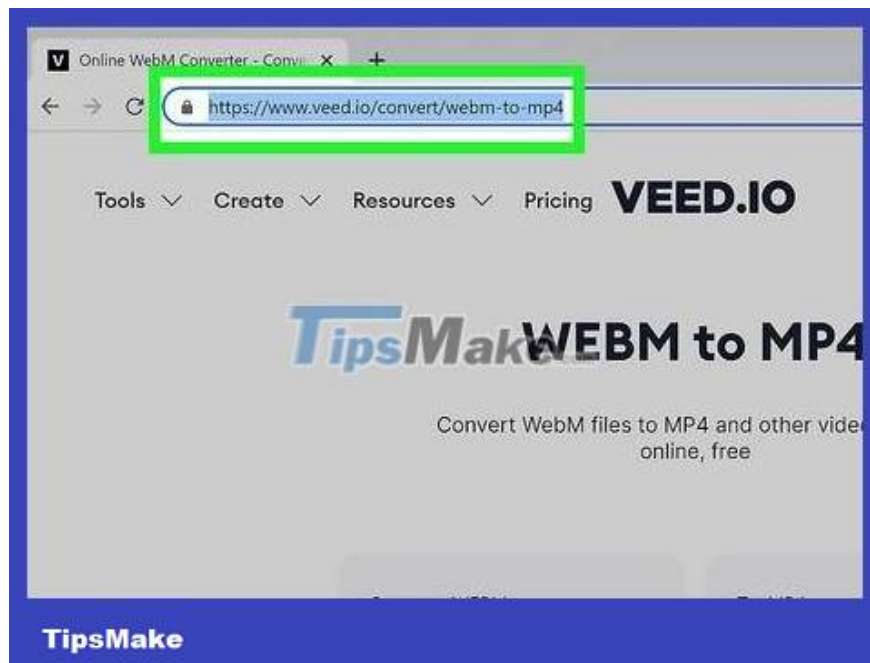 V Online WebM Converter - Conv
https://www.veed.io/convert/webm-to-mp4
Tools Create Resources Pricing VEED.IO
TipsMake
WEBM to MP4
Convert WebM files to MP4 and other video
online, free
TipsMake